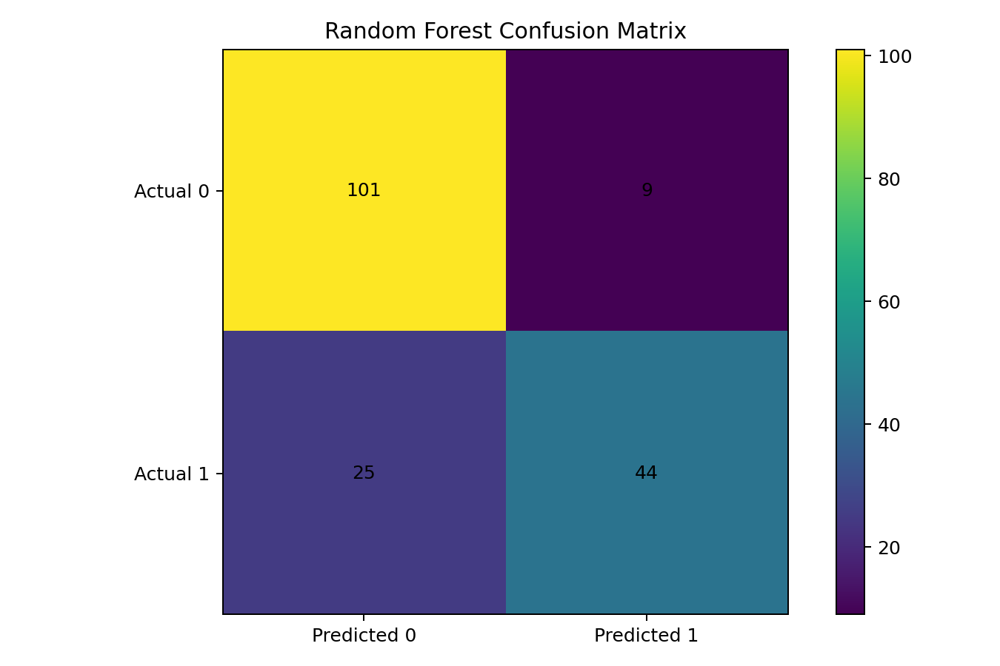 Random Forest Confusion Matrix
100
Actual 0
101
9
80
60
40
Actual 1
25
44
20
Predicted 0
Predicted 1